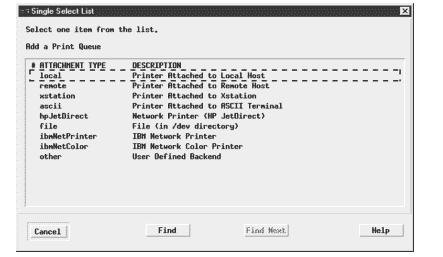 Single Select List
Select one item from the list.
Add a Print Queue
# ATTACHMENT TYPE DESCRIPTION
local Printer Attached to Local Host
remote Printer Attached to Remote Host
xstation Printer Attached to Xstation
ascii Printer Attached to ASCII Terminal
hpJetDirect Network Printer (HP JetDirect)
file File (in /dev directory)
ibmNetPrinter IBM Network Printer
ibmNetColor IBM Network Color Printer
other User Defined Backend
Cancel Find Find Next Help